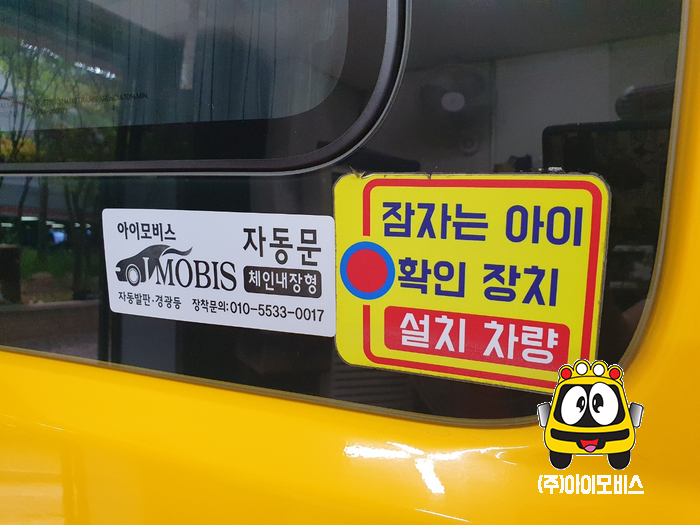 아이모비스
MOBIS
자동문
체인내장형
자동발판·경광등 장착문의:010-5533-0017
잠자는 아이
확인 장치
설치 차량
(주)아이모비스